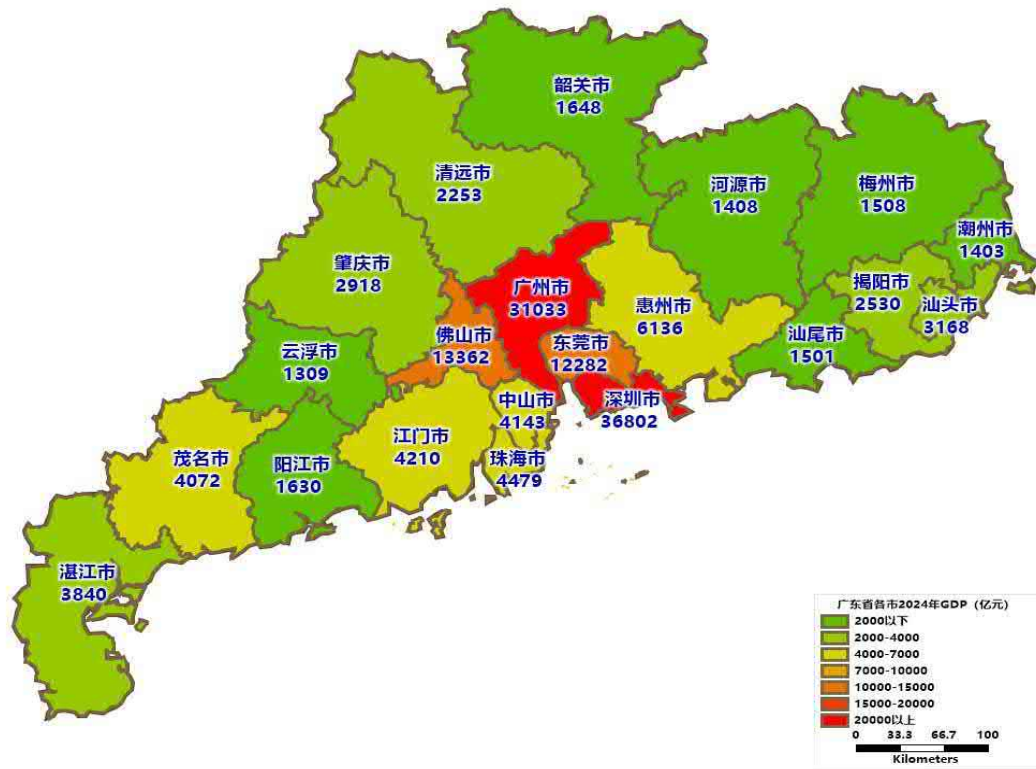 韶关市
1648
清远市
2253
河源市
1408
梅州市
1508
潮州市
1403
肇庆市
2918
广州市
31033
揭阳市
2530
惠州市
6136
汕头市
3168
佛山市
13362
东莞市
12282
汕尾市
1501
云浮市
1309
中山市
4143
深圳市
36802
江门市
4210
茂名市
4072
阳江市
1630
珠海市
4479
湛江市
3840
广东省各市2024年GDP（亿元）
2000以下
2000-4000
4000-7000
7000-10000
10000-15000
15000-20000
20000以上
0 33.3 66.7 100
Kilometers